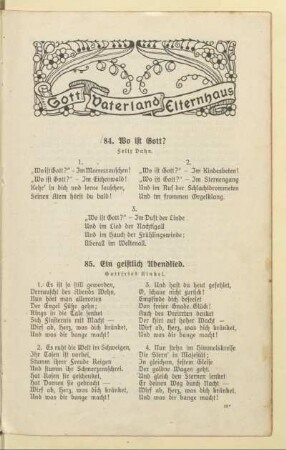 Gott Vaterland Elternhaus
84. Wo ist Gott?
Felix Dahn.
1.
„Wo ist Gott?“ – Im Meeresrauschen!
„Wo ist Gott?“ – Im Eichenwald!
Kehr' in dich und lerne lauschen,
Seinen Atem hörst du bald!
2.
„Wo ist Gott?“ – Im Kinderbeten!
„Wo ist Gott?“ – Im Sternengang
Und im Ruf der Schlachtdrommeten
Und im frommen Orgelklang.
3.
„Wo ist Gott?“ – Im Duft der Linde
Und im Lied der Nachtigall
Und im Hauch der Frühlingswinde;
Überall im Weltenall.
85. Ein geistlich Abendlied.
Gottfried Kinkel.
1. Es ist so still geworden,
Verrauscht des Abends Wehn,
Nun hört man allerorten
Der Engel Füße gehn;
Rings in die Tale senket
Sich Finsternis mit Macht –
Wirf ab, Herz, was dich kränket,
Und was dir bange macht!
2. Es ruht die Welt im Schweigen,
Ihr Tosen ist vorbei,
Stumm ihrer Freude Reigen
Und stumm ihr Schmerzenschrei.
Hat Rosen sie geschenket,
Hat Dornen sie gebracht –
Wirf ab, Herz, was dich kränket,
Und was dir bange macht!
3. Und hast du heut gefehlet,
O, schaue nicht zurück!
Empfinde dich beseelet
Von freier Gnade Glück!
Auch des Verirrten denket
Der Hirt auf hoher Wacht –
Wirf ab, Herz, was dich kränket,
Und was dir bange macht!
4. Nun stehn im Himmelskreise
Die Stern' in Majestät;
In gleichem, festem Gleise
Der goldne Wagen geht.
Und gleich den Sternen lenket
Er deinen Weg durch Nacht –
Wirf ab, Herz, was dich kränket,
Und was dir bange macht!